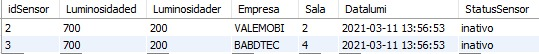 idSensor Luminosidaded Luminosidader Empresa Sala Datalumi StatusSensor
2 700 200 VALEMOBI 2 2021-03-11 13:56:53 inativo
3 700 200 BABDTEC 4 2021-03-11 13:56:53 inativo